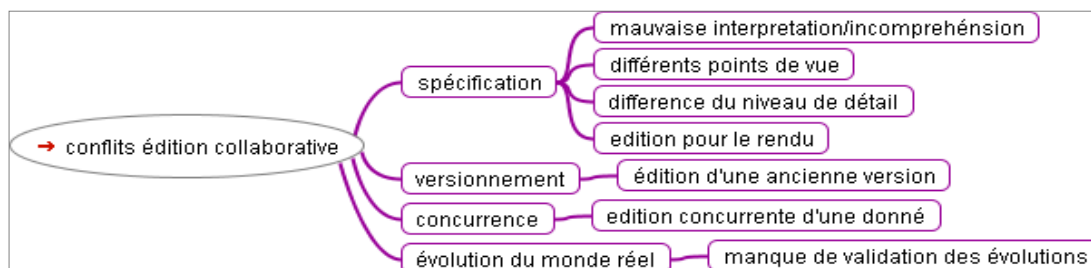 mauvaise interpretation/incomprehénsion
différents points de vue
spécification
difference du niveau de détail
edition pour le rendu
➔ conflits édition collaborative
versionnement
édition d'une ancienne version
concurrence
edition concurrente d'une donné
évolution du monde réel
manque de validation des évolutions